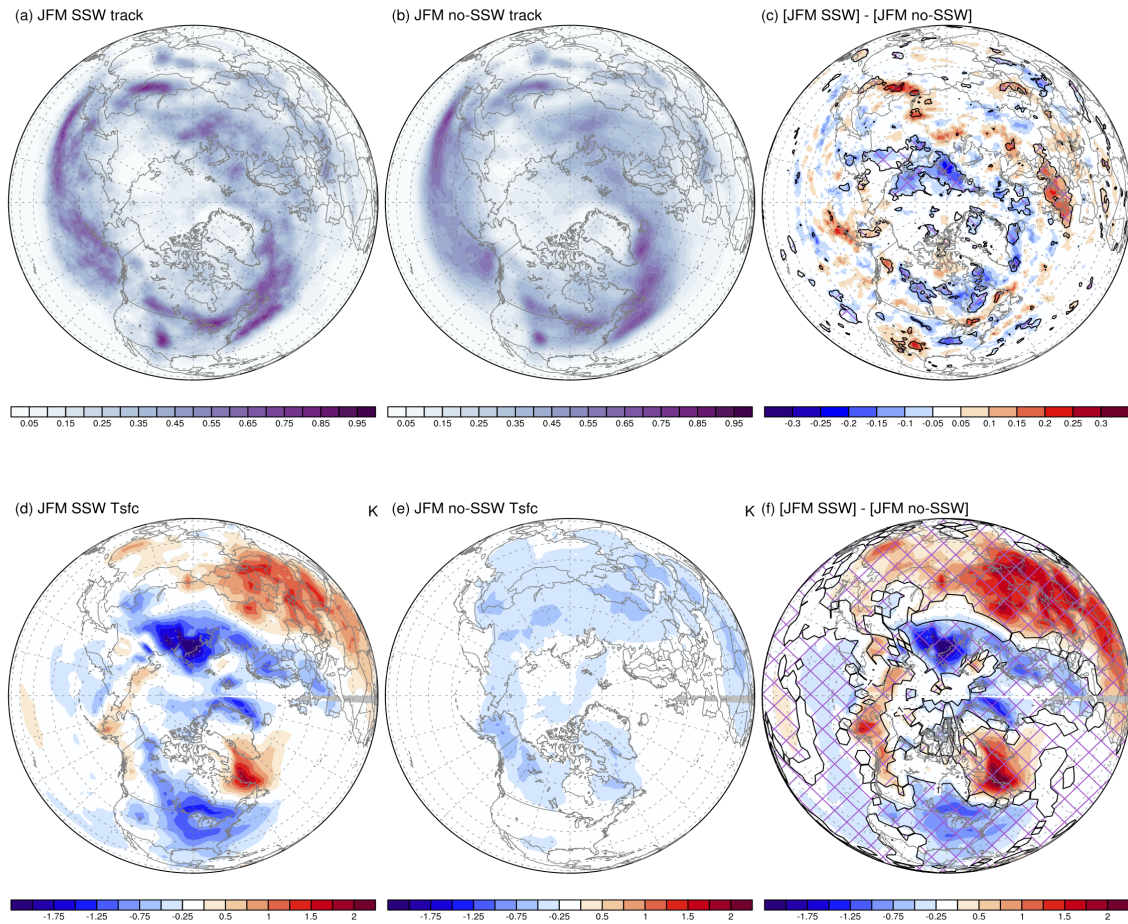 (a) JFM SSW track
(b) JFM no-SSW track
(c) [JFM SSW] - [JFM no-SSW]
0.05 0.15 0.25 0.35 0.45 0.55 0.65 0.75 0.85 0.95
0.05 0.15 0.25 0.35 0.45 0.55 0.65 0.75 0.85 0.95
-0.3 -0.25 -0.2 -0.15 -0.1 -0.05 0.05 0.1 0.15 0.2 0.25 0.3
(d) JFM SSW Tsfc K
(e) JFM no-SSW Tsfc K
(f) [JFM SSW] - [JFM no-SSW]
-1.75 -1.25 -0.75 -0.25 0.5 1 1.5 2
-1.75 -1.25 -0.75 -0.25 0.5 1 1.5 2
-1.75 -1.25 -0.75 -0.25 0.5 1 1.5 2